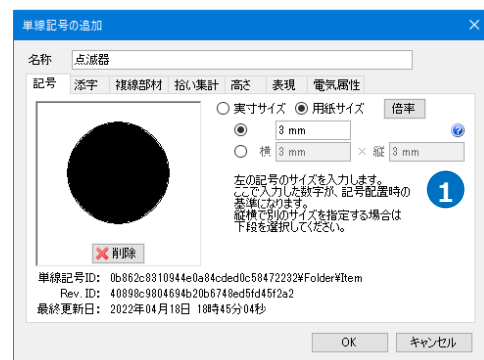 単線記号の追加
名称 点滅器
記号 添字 複線部材 拾い集計 高さ 表現 電気属性
実寸サイズ 用紙サイズ 倍率
3 mm
横 3 mm × 縦 3 mm
左の記号のサイズを入力します。
ここで入力した数字が、記号配置時の
基準になります。
縦横で別のサイズを指定する場合は
下段を選択してください。
1
削除
単線記号ID: 0b862c8310944e0a84cded0c58472232¥Folder¥Item
Rev. ID: 40898c9804694b20b6748ed5fd45f2a2
最終更新日: 2022年04月18日 18時45分04秒
OK キャンセル